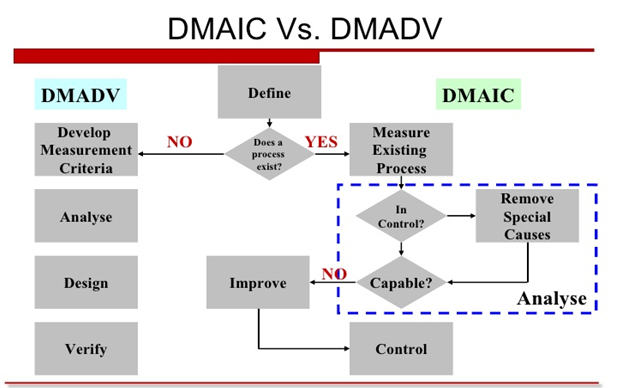 DMAIC Vs. DMADV
DMADV
Define
DMAIC
Develop
Measurement
Criteria
NO
Does a
process
exist?
YES
Measure
Existing
Process
Analyse
In
Control?
Remove
Special
Causes
Design
Improve
NO
Capable?
Analyse
Verify
Control